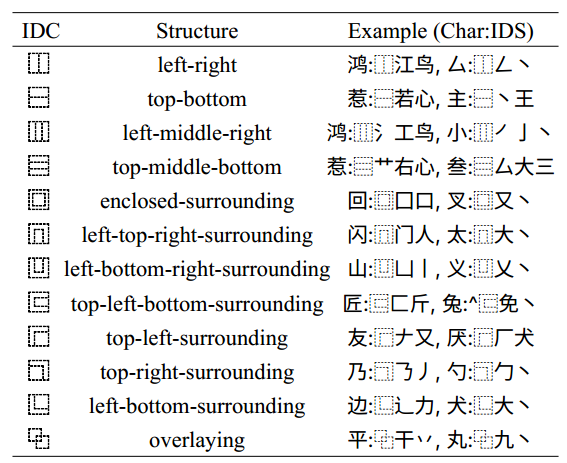 IDC Structure Example (Char:IDS)
⿰ left-right 鸿:⿰江鸟, 厶:⿰𠃋丶
⿱ top-bottom 惹:⿱若心, 主:⿱丶王
⿲ left-middle-right 鸿:⿲氵工鸟, 小:⿲㇒亅丶
⿳ top-middle-bottom 惹:⿳艹右心, 叁:⿳厶大三
⿴ enclosed-surrounding 回:⿴囗口, 叉:⿴又丶
⿵ left-top-right-surrounding 闪:⿵门人, 太:⿵大丶
⿶ left-bottom-right-surrounding 山:⿶凵丨, 义:⿶乂丶
⿷ top-left-bottom-surrounding 匠:⿷匚斤, 兔:^⿷免丶
⿸ top-left-surrounding 友:⿸𠂇又, 厌:⿸厂犬
⿹ top-right-surrounding 乃:⿹㇋丿, 勺:⿹勹丶
⿺ left-bottom-surrounding 边:⿺辶力, 犬:⿺大丶
⿻ overlaying 平:⿻干丷, 丸:⿻九丶